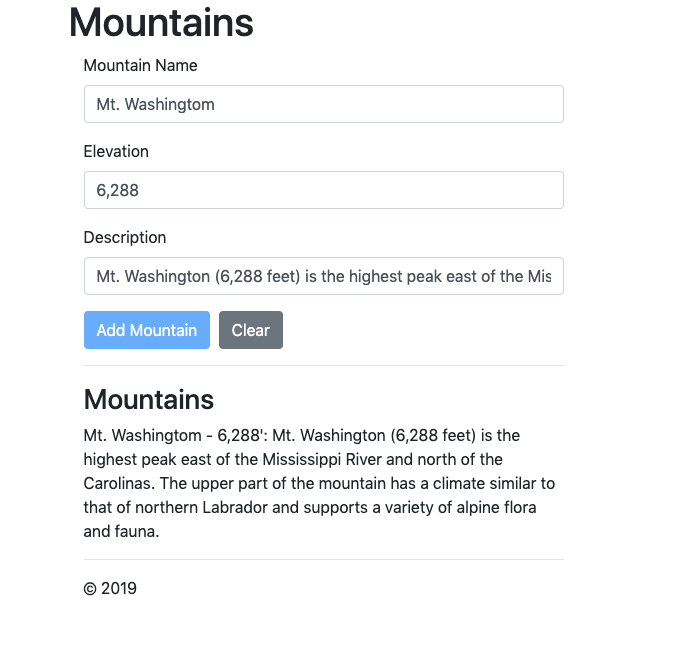 Mountains
Mountain Name
Mt. Washingtom
Elevation
6,288
Description
Mt. Washington (6,288 feet) is the highest peak east of the Mis
Add Mountain Clear
Mountains
Mt. Washingtom - 6,288': Mt. Washington (6,288 feet) is the
highest peak east of the Mississippi River and north of the
Carolinas. The upper part of the mountain has a climate similar to
that of northern Labrador and supports a variety of alpine flora
and fauna.
© 2019